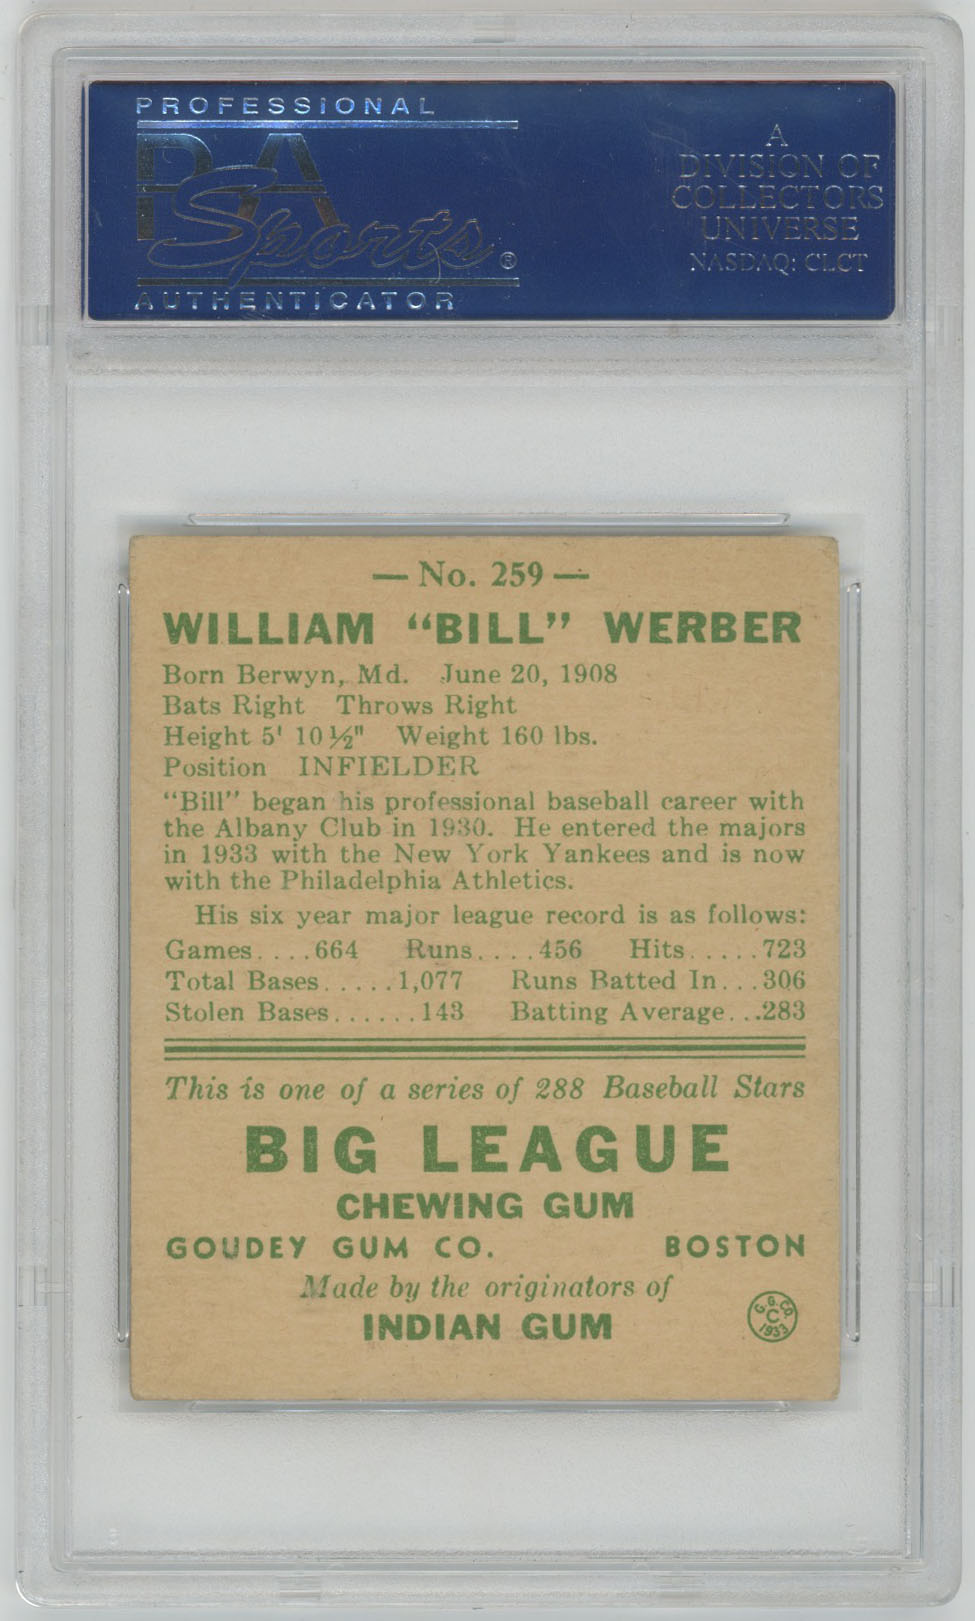 PROFESSIONAL
PSA
Sports®
AUTHENTICATOR
A
DIVISION OF
COLLECTORS
UNIVERSE
NASDAQ: CLCT
— No. 259 —
WILLIAM “BILL” WERBER
Born Berwyn, Md. June 20, 1908
Bats Right Throws Right
Height 5' 10½" Weight 160 lbs.
Position INFIELDER
“Bill” began his professional baseball career with
the Albany Club in 1930. He entered the majors
in 1933 with the New York Yankees and is now
with the Philadelphia Athletics.
His six year major league record is as follows:
Games....664 Runs....456 Hits.....723
Total Bases.....1,077 Runs Batted In...306
Stolen Bases......143 Batting Average...283
This is one of a series of 288 Baseball Stars
BIG LEAGUE
CHEWING GUM
GOUDEY GUM CO. BOSTON
Made by the originators of
INDIAN GUM
G.G.CO.
C.
1933